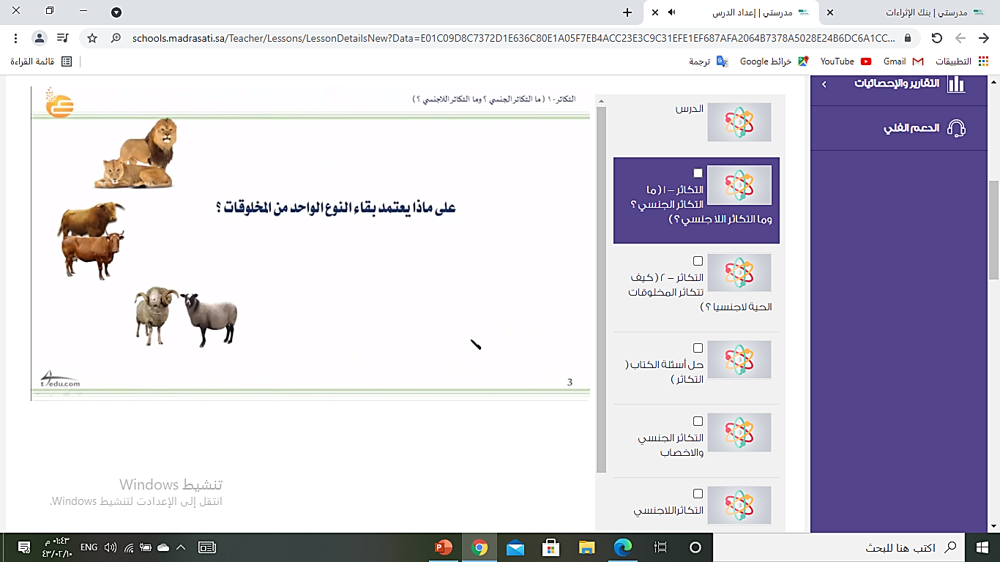 مدرستي | بنك الإثراءات
مدرستي | إعداد الدرس
schools.madrasati.sa/Teacher/Lessons/LessonDetailsNew?Data=E01C09D8C7372D1E636C80E1A05F7EB4ACC23E3C9C31EFE1EF687AFA2064B7378A5028E24B6DC6A1CC...
التطبيقات
Gmail
YouTube
خرائط Google
ترجمة
قائمة القراءة
التقارير والإحصائيات
الدعم الفني
الدرس
التكاثر – ١ ( ما
التكاثر الجنسي ؟
وما التكاثر اللا جنسي ؟ )
التكاثر – ٢ ( كيف
تتكاثر المخلوقات
الحية لاجنسيا ؟ )
حل أسئلة الكتاب (
التكاثر )
التكاثر الجنسي
والاخصاب
التكاثراللاجنسي
التكاثر-١ ( ما التكاثر الجنسي ؟ وما التكاثر اللاجنسي ؟ )
على ماذا يعتمد بقاء النوع الواحد من المخلوقات ؟
t4edu.com
3
تنشيط Windows
انتقل إلى الإعدادات لتنشيط Windows.
اكتب هنا للبحث
ENG
٠١:٤٣ م
٤٣/٠٢/١٠